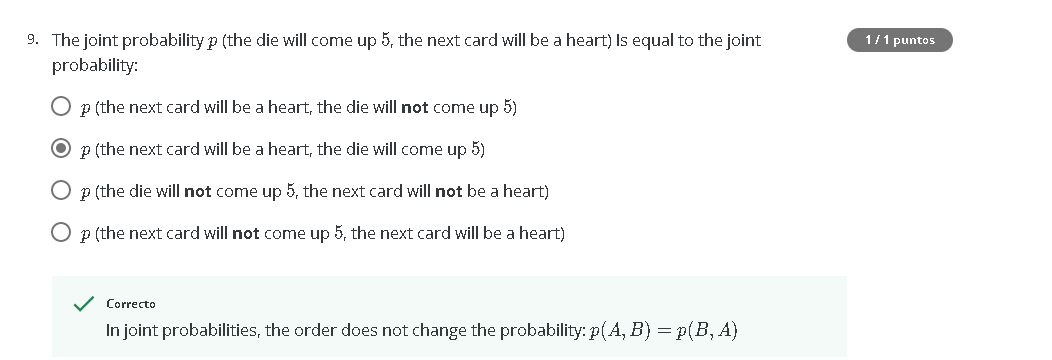 9. The joint probability p (the die will come up 5, the next card will be a heart) Is equal to the joint
probability:
1 / 1 puntos
p (the next card will be a heart, the die will not come up 5)
p (the next card will be a heart, the die will come up 5)
p (the die will not come up 5, the next card will not be a heart)
p (the next card will not come up 5, the next card will be a heart)
Correcto
In joint probabilities, the order does not change the probability: p(A, B) = p(B, A)